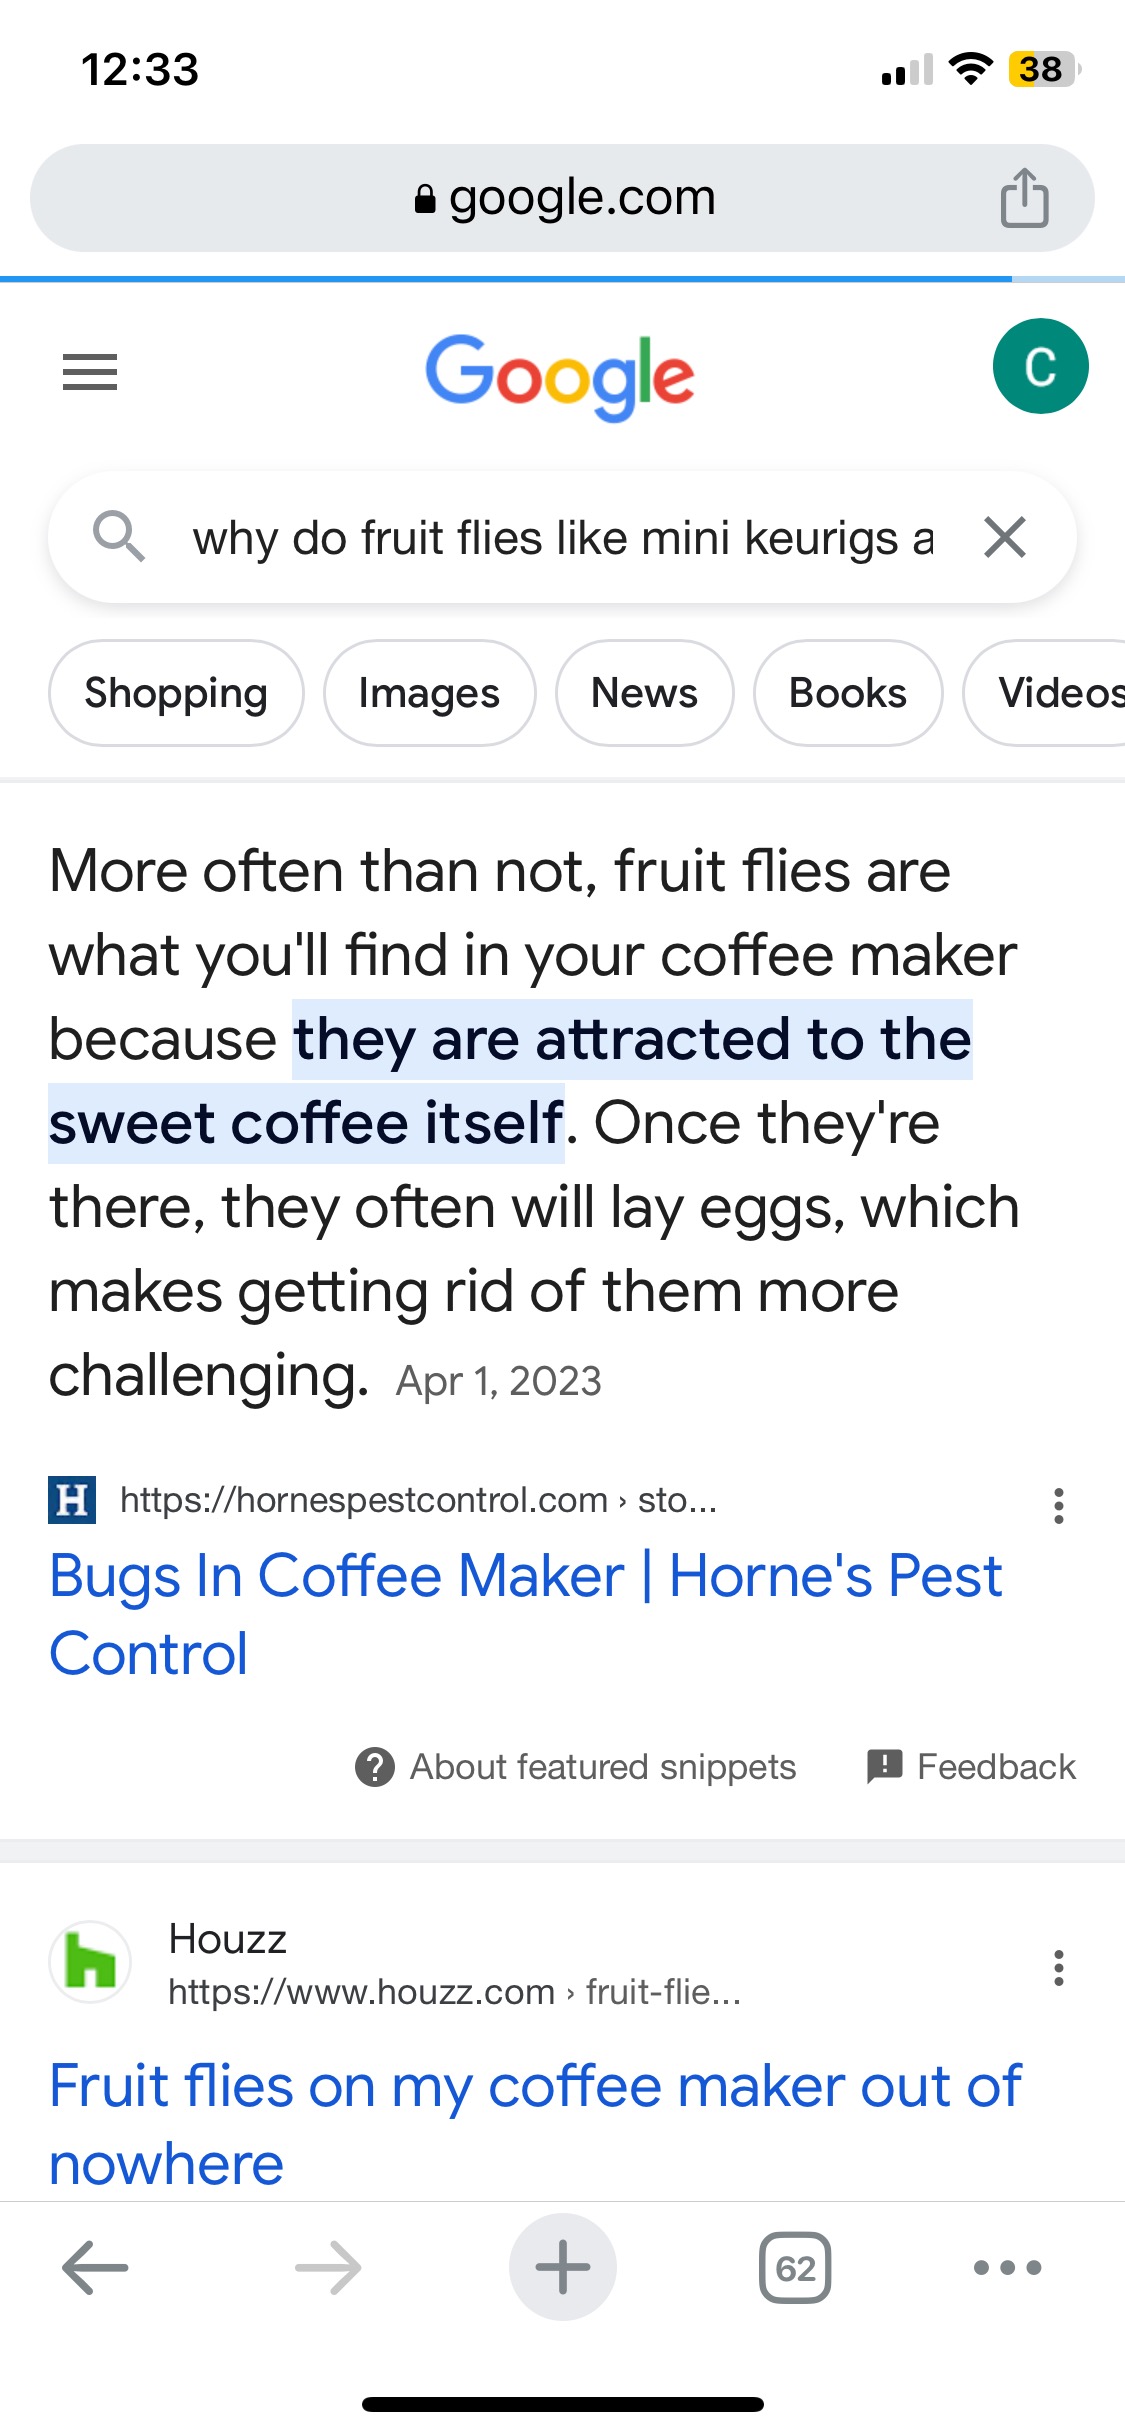 12:33
38
google.com
Google
C
why do fruit flies like mini keurigs a
Shopping
Images
News
Books
Videos
More often than not, fruit flies are
what you'll find in your coffee maker
because they are attracted to the
sweet coffee itself. Once they're
there, they often will lay eggs, which
makes getting rid of them more
challenging. Apr 1, 2023
H
https://hornespestcontrol.com › sto...
Bugs In Coffee Maker | Horne's Pest
Control
About featured snippets
Feedback
Houzz
https://www.houzz.com › fruit-flie...
Fruit flies on my coffee maker out of
nowhere
62